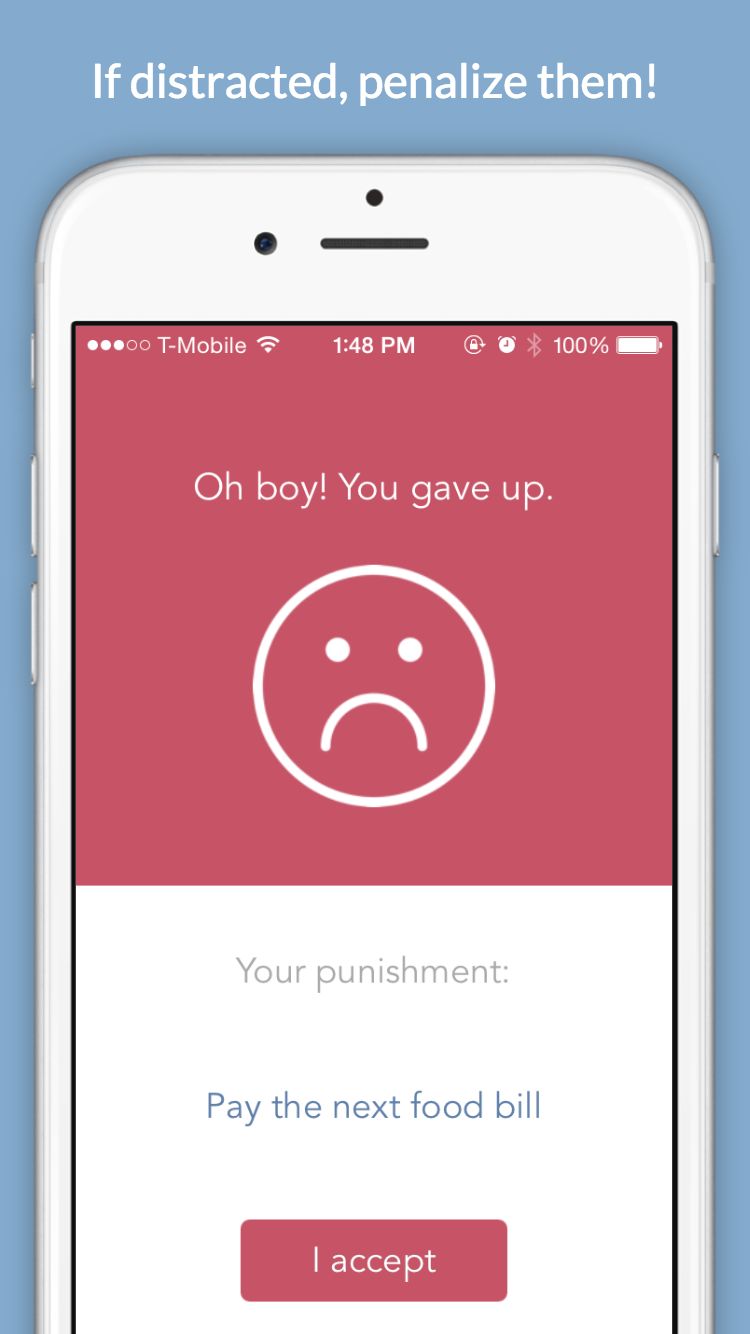 If distracted, penalize them!
T-Mobile 1:48 PM 100%
Oh boy! You gave up.
Your punishment:
Pay the next food bill
I accept